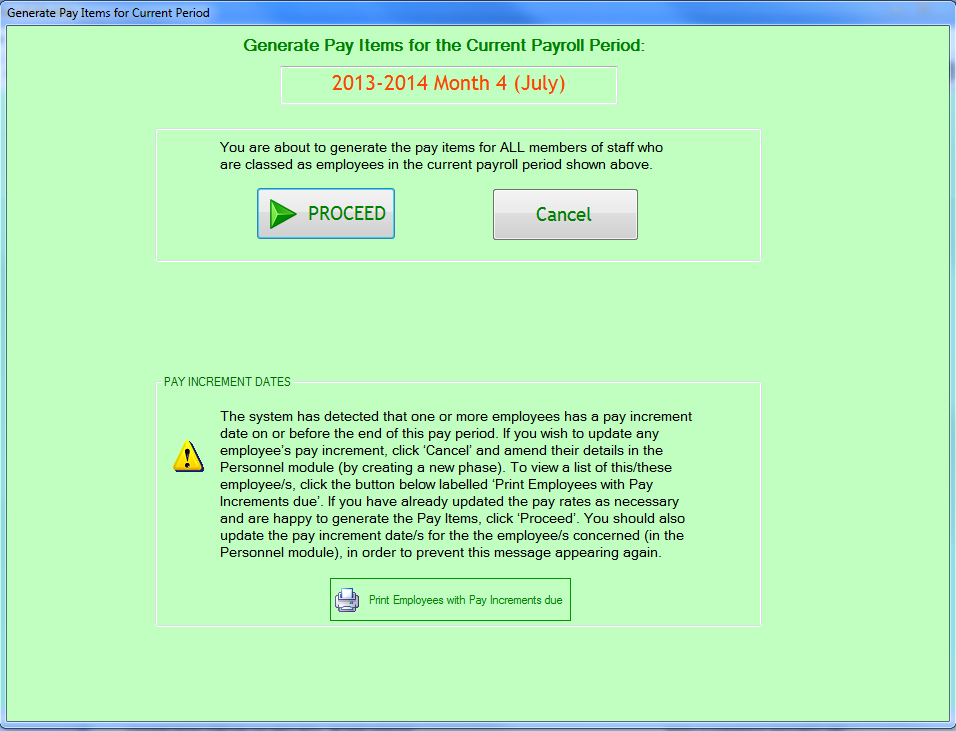 Generate Pay Items for Current Period
Generate Pay Items for the Current Payroll Period:
2013-2014 Month 4 (July)
You are about to generate the pay items for ALL members of staff who
are classed as employees in the current payroll period shown above.
PROCEED
Cancel
PAY INCREMENT DATES
The system has detected that one or more employees has a pay increment
date on or before the end of this pay period. If you wish to update any
employee’s pay increment, click ‘Cancel’ and amend their details in the
Personnel module (by creating a new phase). To view a list of this/these
employee/s, click the button below labelled ‘Print Employees with Pay
Increments due’. If you have already updated the pay rates as necessary
and are happy to generate the Pay Items, click ‘Proceed’. You should also
update the pay increment date/s for the the employee/s concerned (in the
Personnel module), in order to prevent this message appearing again.
Print Employees with Pay Increments due